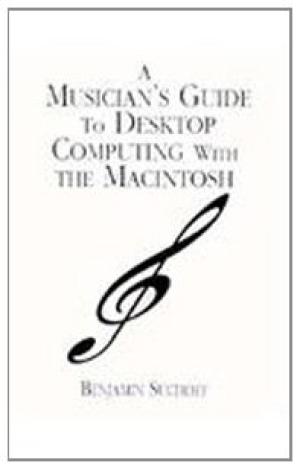 A
MUSICIAN'S GUIDE
TO DESKTOP
COMPUTING WITH
THE MACINTOSH
BENJAMIN SUCHOFF